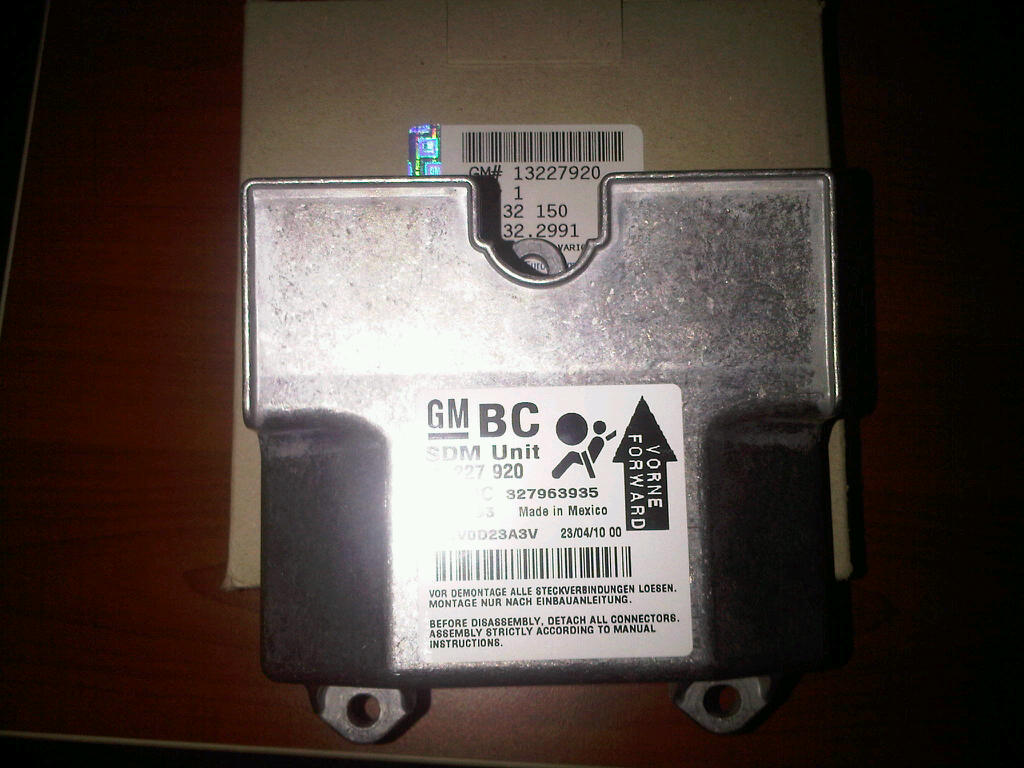 GM# 13227920
1
32 150
32.2991
VARIO
GM BC
SDM Unit
227 920
327963935
Made in Mexico
23/04/10 00
VORNE
FORWARD
VOR DEMONTAGE ALLE STECKVERBINDUNGEN LOESEN.
MONTAGE NUR NACH EINBAUANLEITUNG.
BEFORE DISASSEMBLY, DETACH ALL CONNECTORS.
ASSEMBLY STRICTLY ACCORDING TO MANUAL
INSTRUCTIONS.